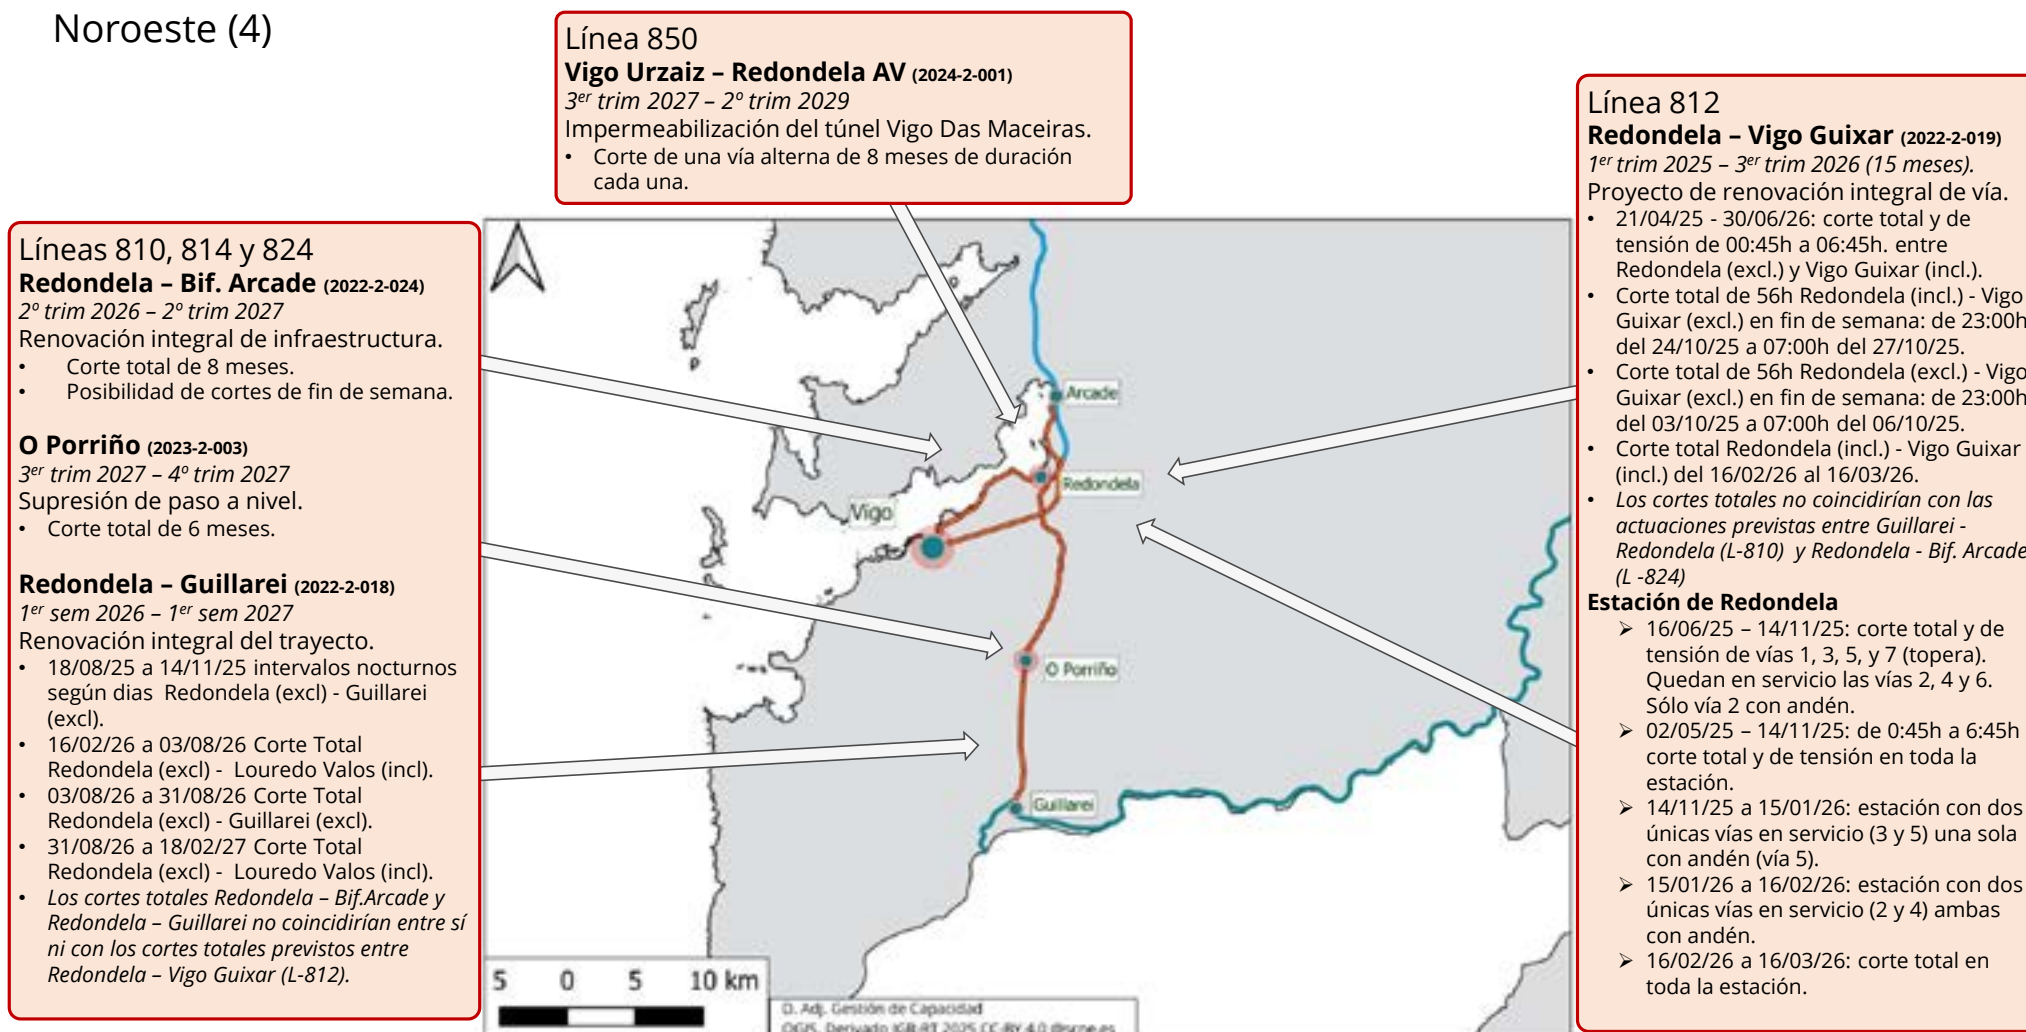 Noroeste (4)
Línea 850
Vigo Urzaiz – Redondela AV (2024-2-001)
3er trim 2027 – 2º trim 2029
Impermeabilización del túnel Vigo Das Maceiras.
• Corte de una vía alterna de 8 meses de duración
cada una.
Líneas 810, 814 y 824
Redondela – Bif. Arcade (2022-2-024)
2º trim 2026 – 2º trim 2027
Renovación integral de infraestructura.
• Corte total de 8 meses.
• Posibilidad de cortes de fin de semana.
O Porriño (2023-2-003)
3er trim 2027 – 4º trim 2027
Supresión de paso a nivel.
• Corte total de 6 meses.
Redondela – Guillarei (2022-2-018)
1er sem 2026 – 1er sem 2027
Renovación integral del trayecto.
• 18/08/25 a 14/11/25 intervalos nocturnos
según dias Redondela (excl) - Guillarei
(excl).
• 16/02/26 a 03/08/26 Corte Total
Redondela (excl) - Louredo Valos (incl).
• 03/08/26 a 31/08/26 Corte Total
Redondela (excl) - Guillarei (excl).
• 31/08/26 a 18/02/27 Corte Total
Redondela (excl) - Louredo Valos (incl).
• Los cortes totales Redondela – Bif.Arcade y
Redondela – Guillarei no coincidirían entre sí
ni con los cortes totales previstos entre
Redondela – Vigo Guixar (L-812).
Arcade
Redondela
Vigo
O Porriño
Guillarei
5 0 5 10 km
D. Adj. Gestión de Capacidad
QGIS. Derivado IGR-RT 2025 CC-BY 4.0 @scne.es
Línea 812
Redondela – Vigo Guixar (2022-2-019)
1er trim 2025 – 3er trim 2026 (15 meses).
Proyecto de renovación integral de vía.
• 21/04/25 - 30/06/26: corte total y de
tensión de 00:45h a 06:45h. entre
Redondela (excl.) y Vigo Guixar (incl.).
• Corte total de 56h Redondela (incl.) - Vigo
Guixar (excl.) en fin de semana: de 23:00h
del 24/10/25 a 07:00h del 27/10/25.
• Corte total de 56h Redondela (excl.) - Vigo
Guixar (excl.) en fin de semana: de 23:00h
del 03/10/25 a 07:00h del 06/10/25.
• Corte total Redondela (incl.) - Vigo Guixar
(incl.) del 16/02/26 al 16/03/26.
• Los cortes totales no coincidirían con las
actuaciones previstas entre Guillarei -
Redondela (L-810) y Redondela - Bif. Arcade
(L -824)
Estación de Redondela
➢ 16/06/25 – 14/11/25: corte total y de
tensión de vías 1, 3, 5, y 7 (topera).
Quedan en servicio las vías 2, 4 y 6.
Sólo vía 2 con andén.
➢ 02/05/25 – 14/11/25: de 0:45h a 6:45h
corte total y de tensión en toda la
estación.
➢ 14/11/25 a 15/01/26: estación con dos
únicas vías en servicio (3 y 5) una sola
con andén (vía 5).
➢ 15/01/26 a 16/02/26: estación con dos
únicas vías en servicio (2 y 4) ambas
con andén.
➢ 16/02/26 a 16/03/26: corte total en
toda la estación.